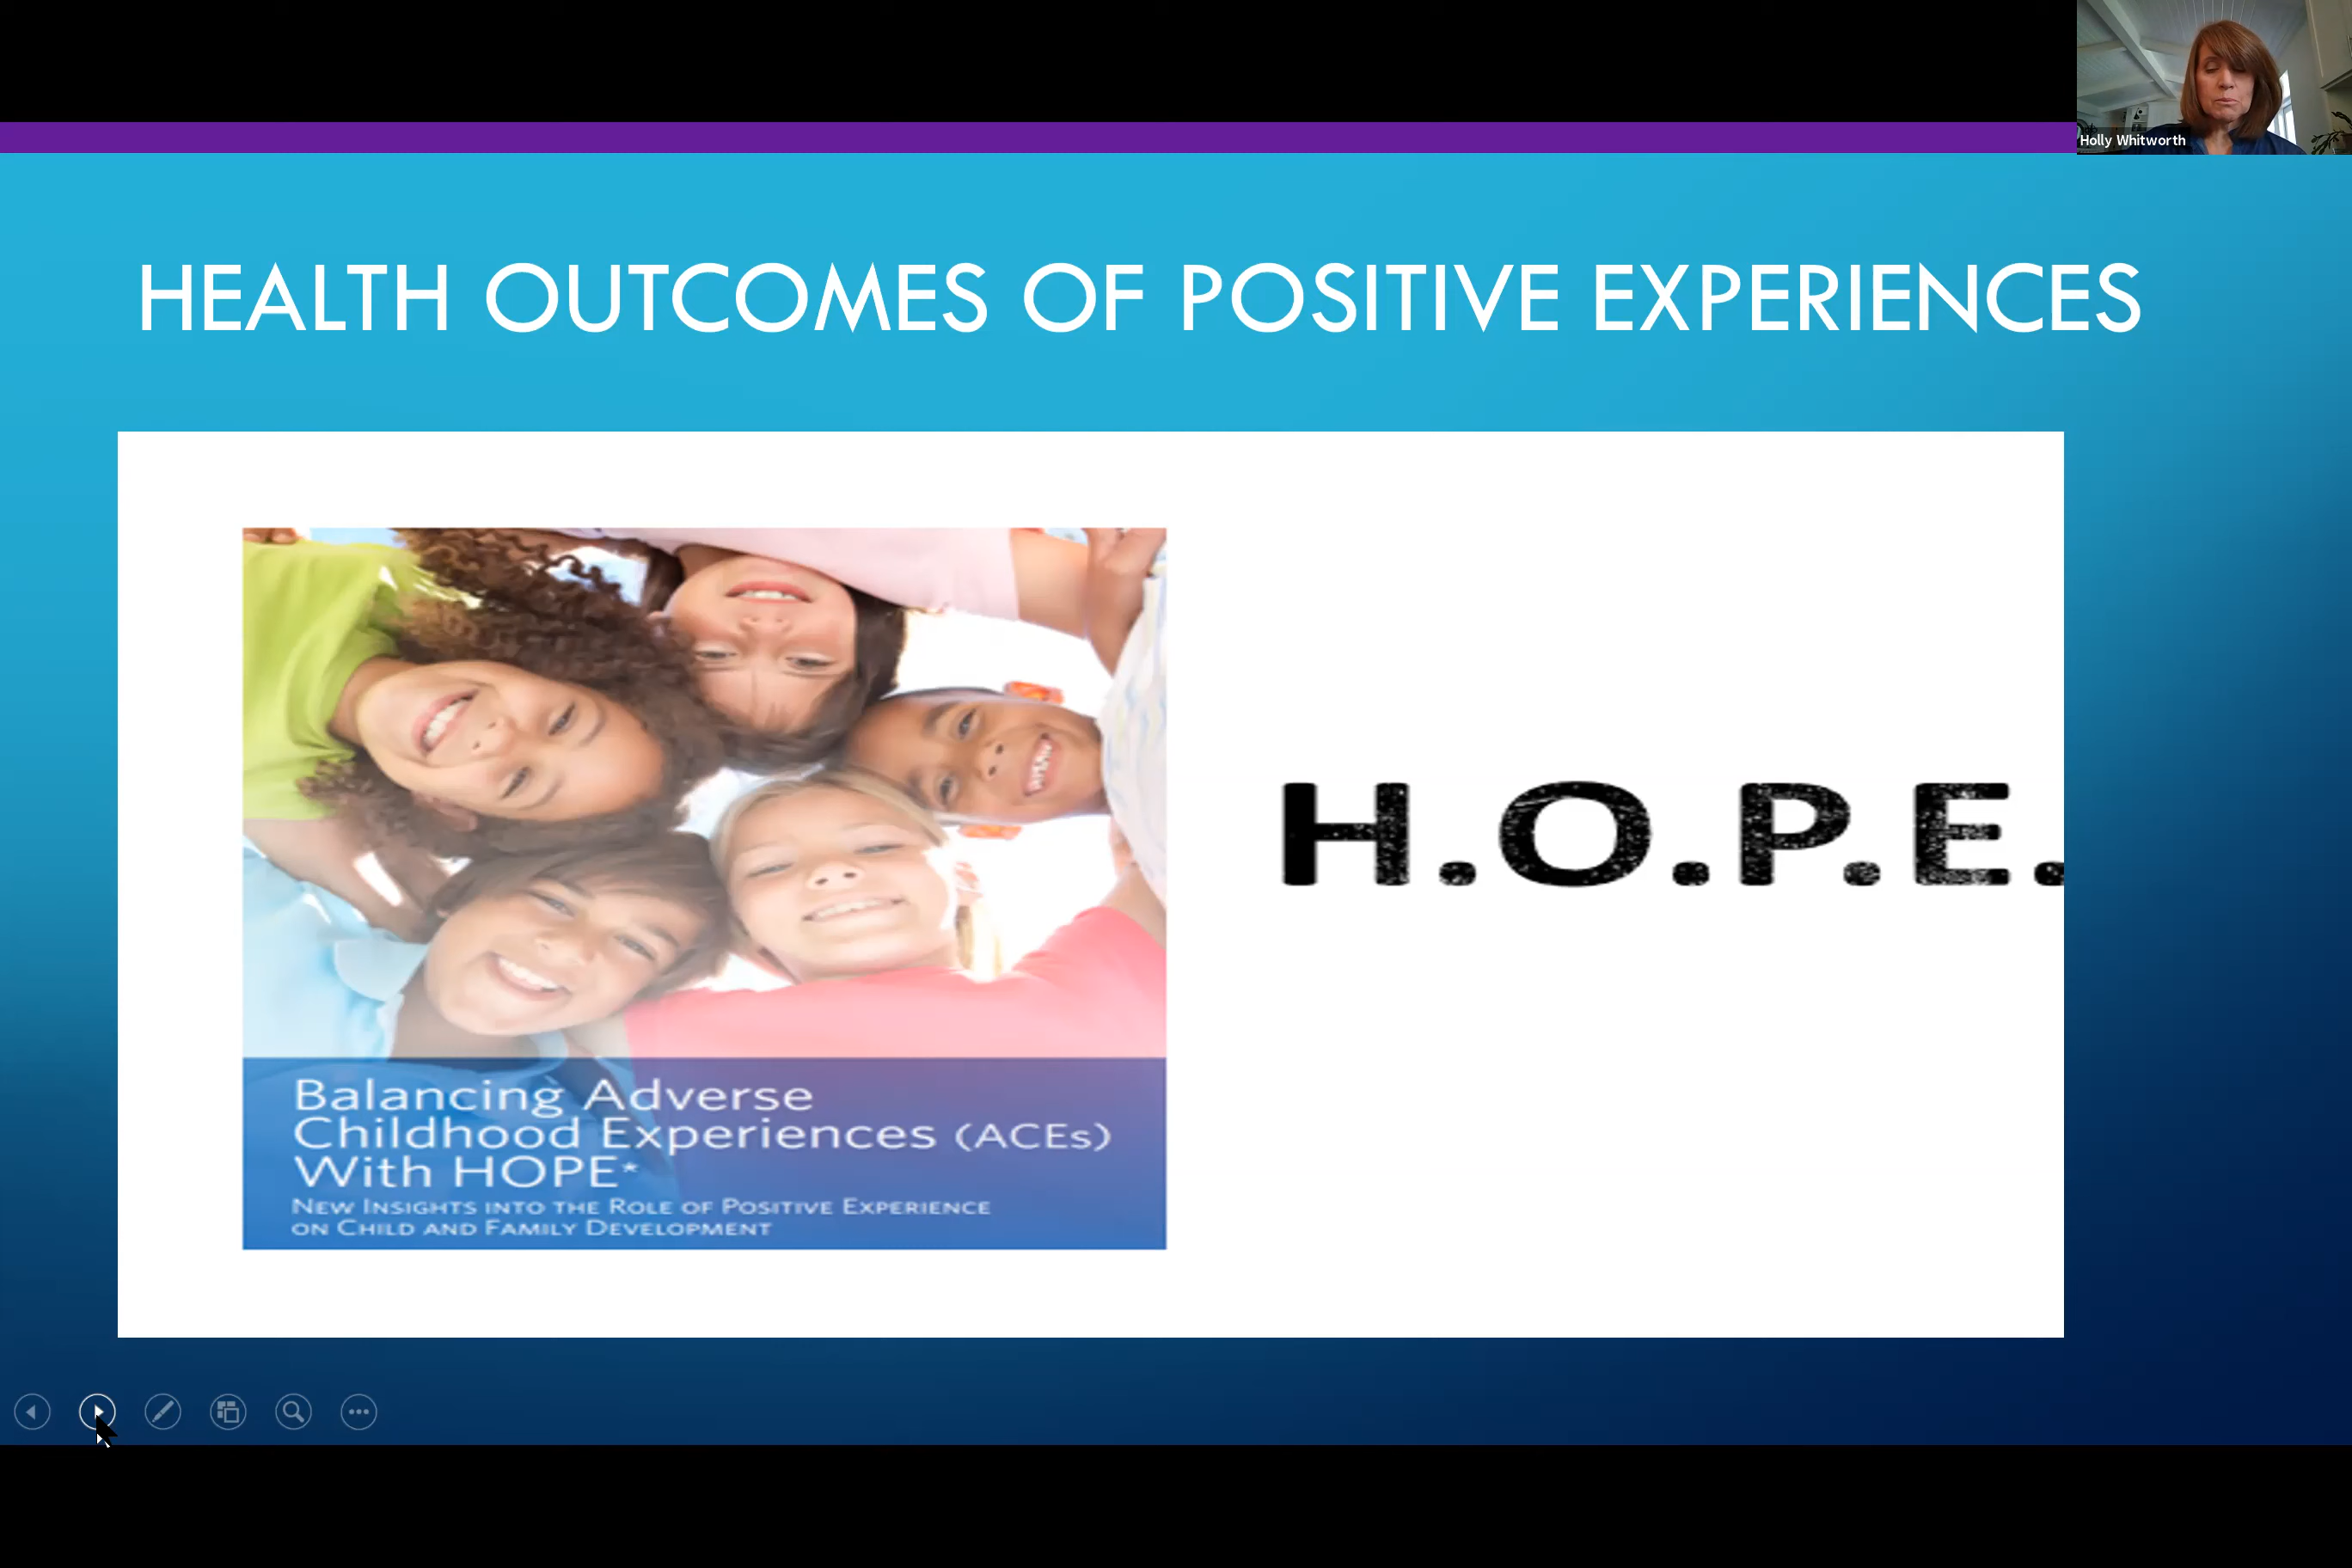 Holly Whitworth
HEALTH OUTCOMES OF POSITIVE EXPERIENCES
H.O.P.E.
Balancing Adverse
Childhood Experiences (ACEs)
With HOPE*
NEW INSIGHTS INTO THE ROLE OF POSITIVE EXPERIENCE
ON CHILD AND FAMILY DEVELOPMENT